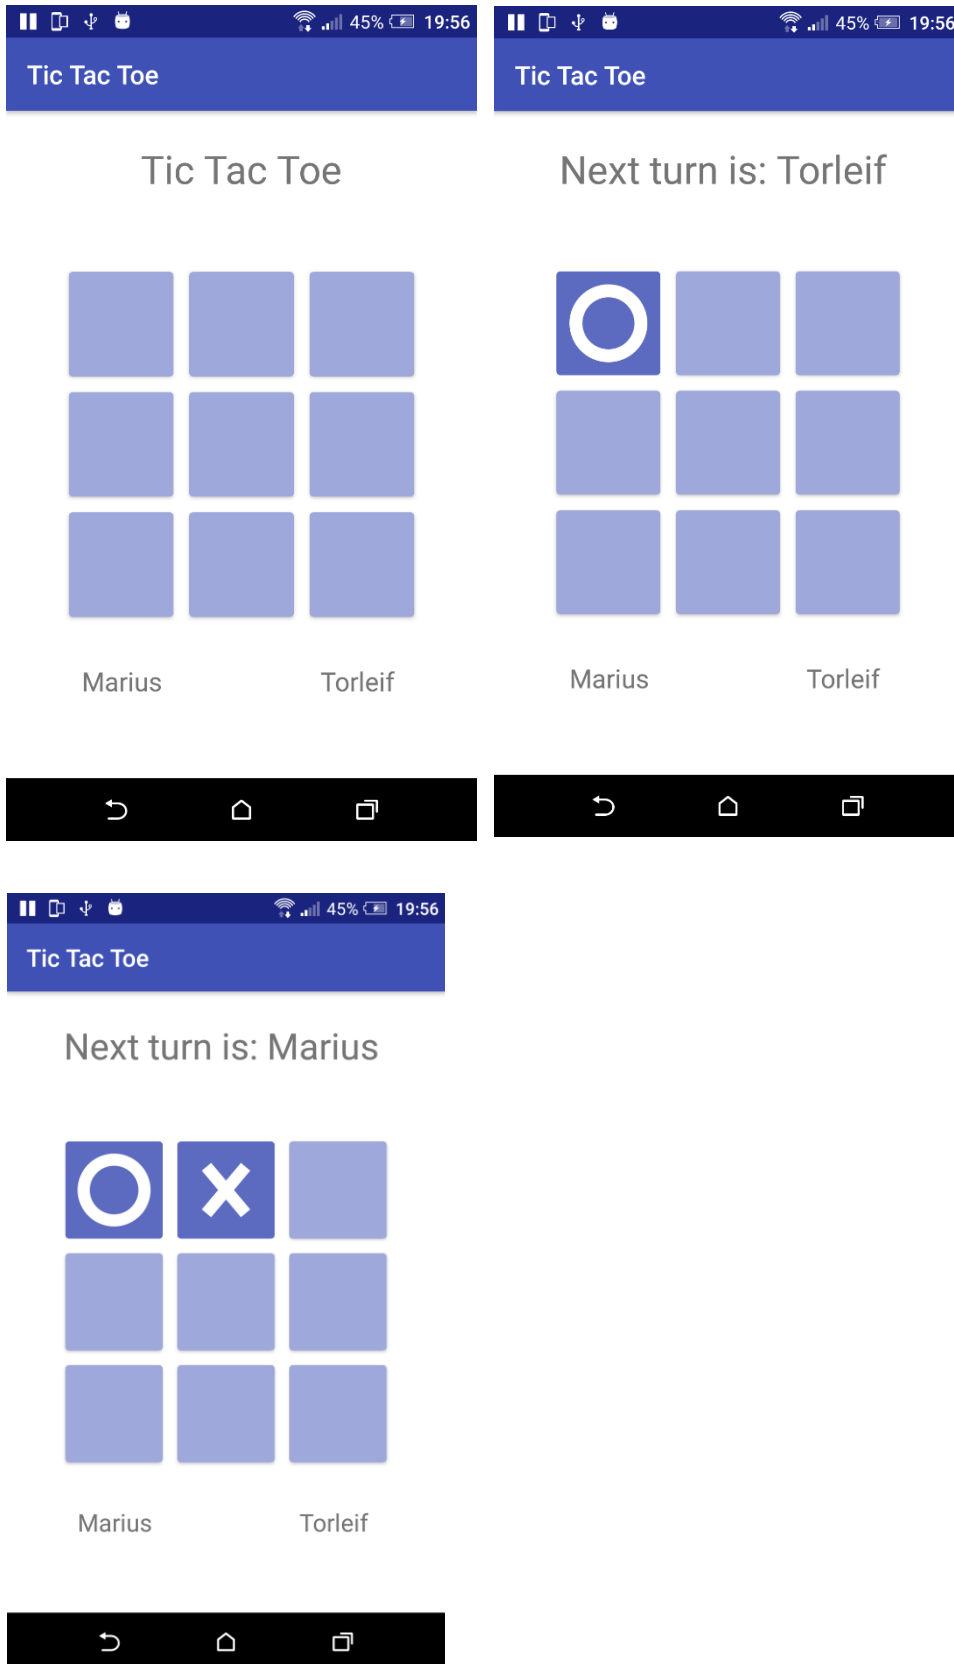 45% 19:56
Tic Tac Toe
Tic Tac Toe
Marius Torleif
45% 19:56
Tic Tac Toe
Next turn is: Torleif
Marius Torleif
45% 19:56
Tic Tac Toe
Next turn is: Marius
Marius Torleif